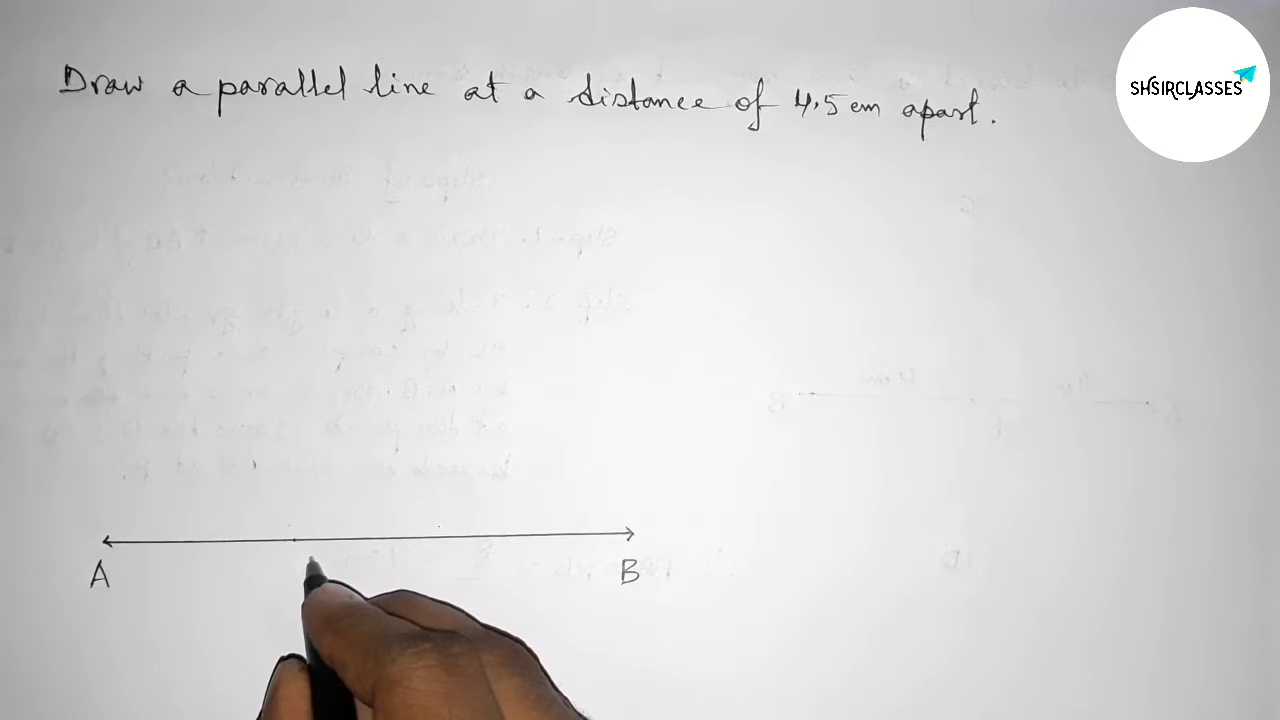 Draw a parallel line at a distance of 4.5 cm apart.
SHSIRCLASSES
A
B